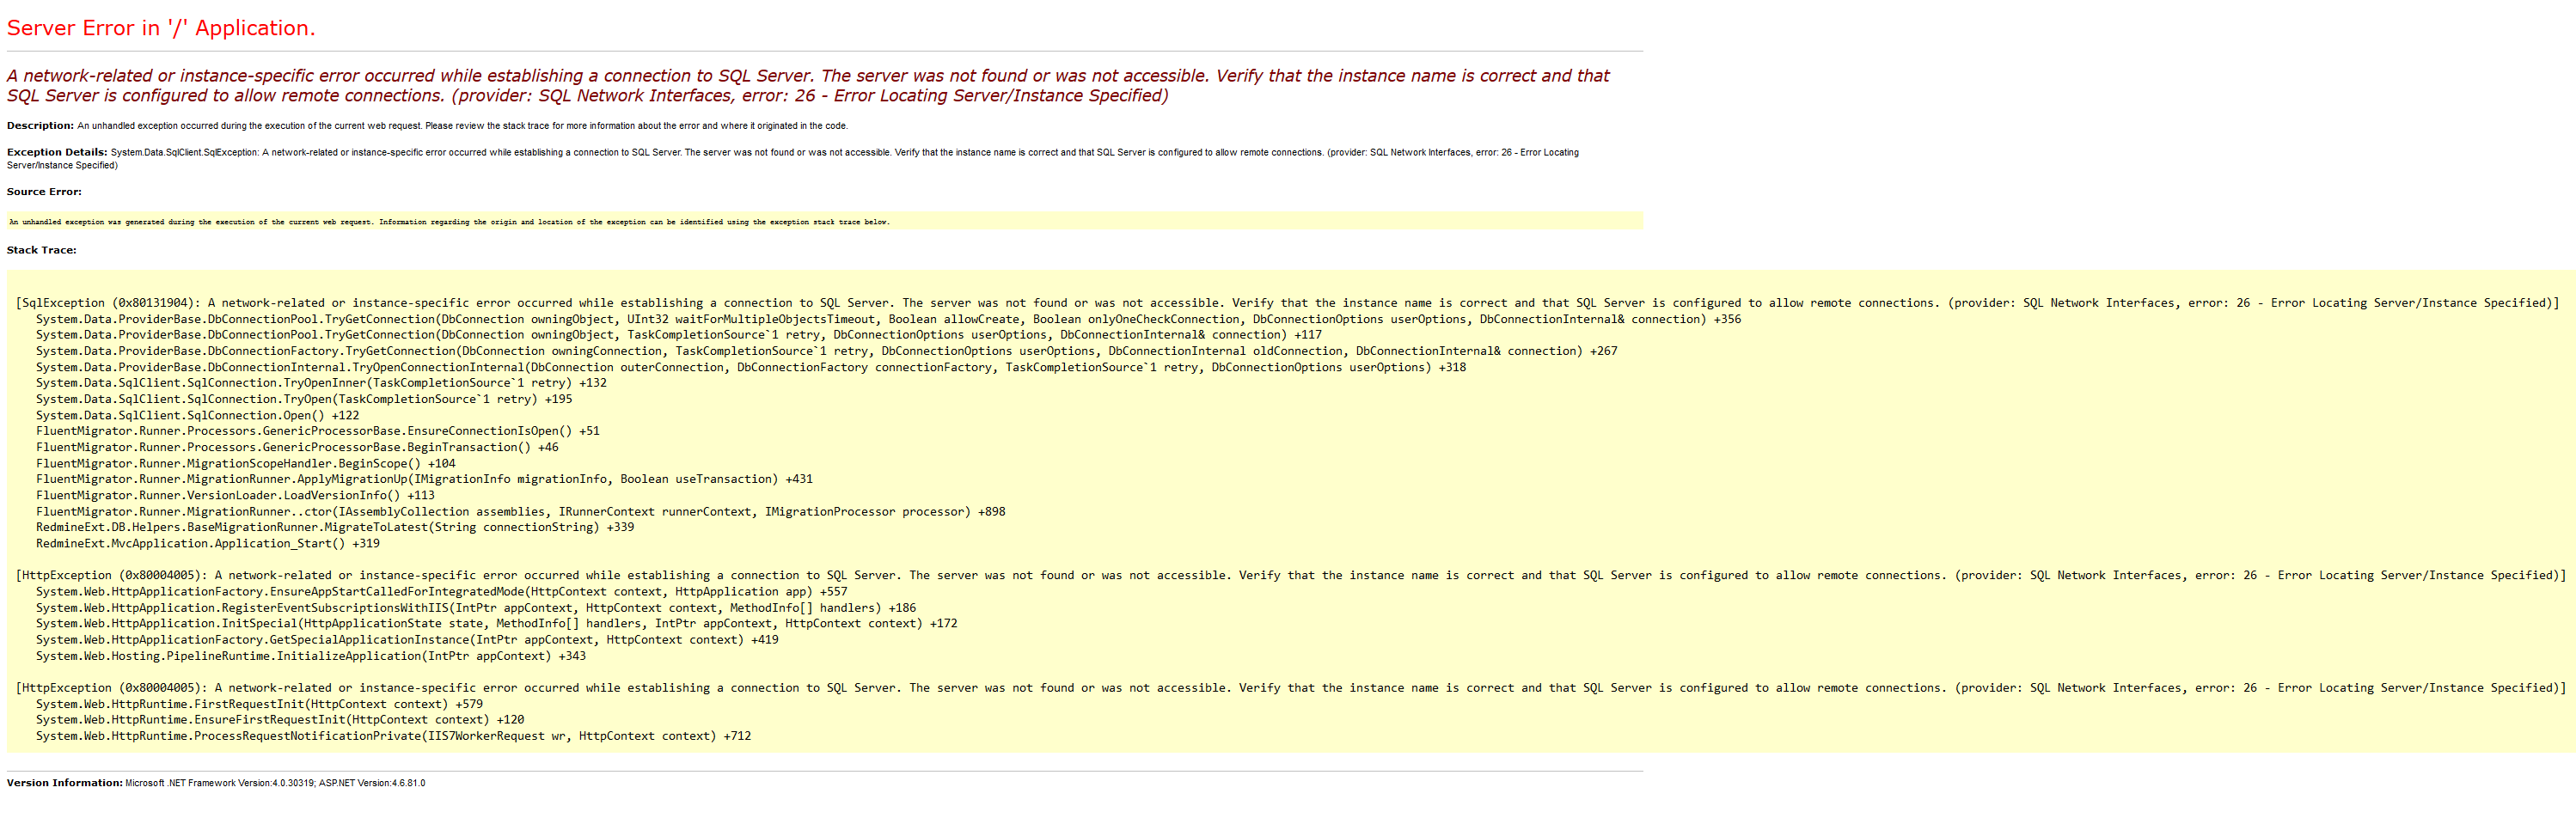 Server Error in '/' Application.
A network-related or instance-specific error occurred while establishing a connection to SQL Server. The server was not found or was not accessible. Verify that the instance name is correct and that
SQL Server is configured to allow remote connections. (provider: SQL Network Interfaces, error: 26 - Error Locating Server/Instance Specified)
Description: An unhandled exception occurred during the execution of the current web request. Please review the stack trace for more information about the error and where it originated in the code.
Exception Details: System.Data.SqlClient.SqlException: A network-related or instance-specific error occurred while establishing a connection to SQL Server. The server was not found or was not accessible. Verify that the instance name is correct and that SQL Server is configured to allow remote connections. (provider: SQL Network Interfaces, error: 26 - Error Locating
Server/Instance Specified)
Source Error:
An unhandled exception was generated during the execution of the current web request. Information regarding the origin and location of the exception can be identified using the exception stack trace below.
Stack Trace:
[SqlException (0x80131904): A network-related or instance-specific error occurred while establishing a connection to SQL Server. The server was not found or was not accessible. Verify that the instance name is correct and that SQL Server is configured to allow remote connections. (provider: SQL Network Interfaces, error: 26 - Error Locating Server/Instance Specified)]
System.Data.ProviderBase.DbConnectionPool.TryGetConnection(DbConnection owningObject, UInt32 waitForMultipleObjectsTimeout, Boolean allowCreate, Boolean onlyOneCheckConnection, DbConnectionOptions userOptions, DbConnectionInternal& connection) +356
System.Data.ProviderBase.DbConnectionPool.TryGetConnection(DbConnection owningObject, TaskCompletionSource`1 retry, DbConnectionOptions userOptions, DbConnectionInternal& connection) +117
System.Data.ProviderBase.DbConnectionFactory.TryGetConnection(DbConnection owningConnection, TaskCompletionSource`1 retry, DbConnectionOptions userOptions, DbConnectionInternal oldConnection, DbConnectionInternal& connection) +267
System.Data.ProviderBase.DbConnectionInternal.TryOpenConnectionInternal(DbConnection outerConnection, DbConnectionFactory connectionFactory, TaskCompletionSource`1 retry, DbConnectionOptions userOptions) +318
System.Data.SqlClient.SqlConnection.TryOpenInner(TaskCompletionSource`1 retry) +132
System.Data.SqlClient.SqlConnection.TryOpen(TaskCompletionSource`1 retry) +195
System.Data.SqlClient.SqlConnection.Open() +122
FluentMigrator.Runner.Processors.GenericProcessorBase.EnsureConnectionIsOpen() +51
FluentMigrator.Runner.Processors.GenericProcessorBase.BeginTransaction() +46
FluentMigrator.Runner.MigrationScopeHandler.BeginScope() +104
FluentMigrator.Runner.MigrationRunner.ApplyMigrationUp(IMigrationInfo migrationInfo, Boolean useTransaction) +431
FluentMigrator.Runner.VersionLoader.LoadVersionInfo() +113
FluentMigrator.Runner.MigrationRunner..ctor(IAssemblyCollection assemblies, IRunnerContext runnerContext, IMigrationProcessor processor) +898
RedmineExt.DB.Helpers.BaseMigrationRunner.MigrateToLatest(String connectionString) +339
RedmineExt.MvcApplication.Application_Start() +319
[HttpException (0x80004005): A network-related or instance-specific error occurred while establishing a connection to SQL Server. The server was not found or was not accessible. Verify that the instance name is correct and that SQL Server is configured to allow remote connections. (provider: SQL Network Interfaces, error: 26 - Error Locating Server/Instance Specified)]
System.Web.HttpApplicationFactory.EnsureAppStartCalledForIntegratedMode(HttpContext context, HttpApplication app) +557
System.Web.HttpApplication.RegisterEventSubscriptionsWithIIS(IntPtr appContext, HttpContext context, MethodInfo[] handlers) +186
System.Web.HttpApplication.InitSpecial(HttpApplicationState state, MethodInfo[] handlers, IntPtr appContext, HttpContext context) +172
System.Web.HttpApplicationFactory.GetSpecialApplicationInstance(IntPtr appContext, HttpContext context) +419
System.Web.Hosting.PipelineRuntime.InitializeApplication(IntPtr appContext) +343
[HttpException (0x80004005): A network-related or instance-specific error occurred while establishing a connection to SQL Server. The server was not found or was not accessible. Verify that the instance name is correct and that SQL Server is configured to allow remote connections. (provider: SQL Network Interfaces, error: 26 - Error Locating Server/Instance Specified)]
System.Web.HttpRuntime.FirstRequestInit(HttpContext context) +579
System.Web.HttpRuntime.EnsureFirstRequestInit(HttpContext context) +120
System.Web.HttpRuntime.ProcessRequestNotificationPrivate(IIS7WorkerRequest wr, HttpContext context) +712
Version Information: Microsoft .NET Framework Version:4.0.30319; ASP.NET Version:4.6.81.0